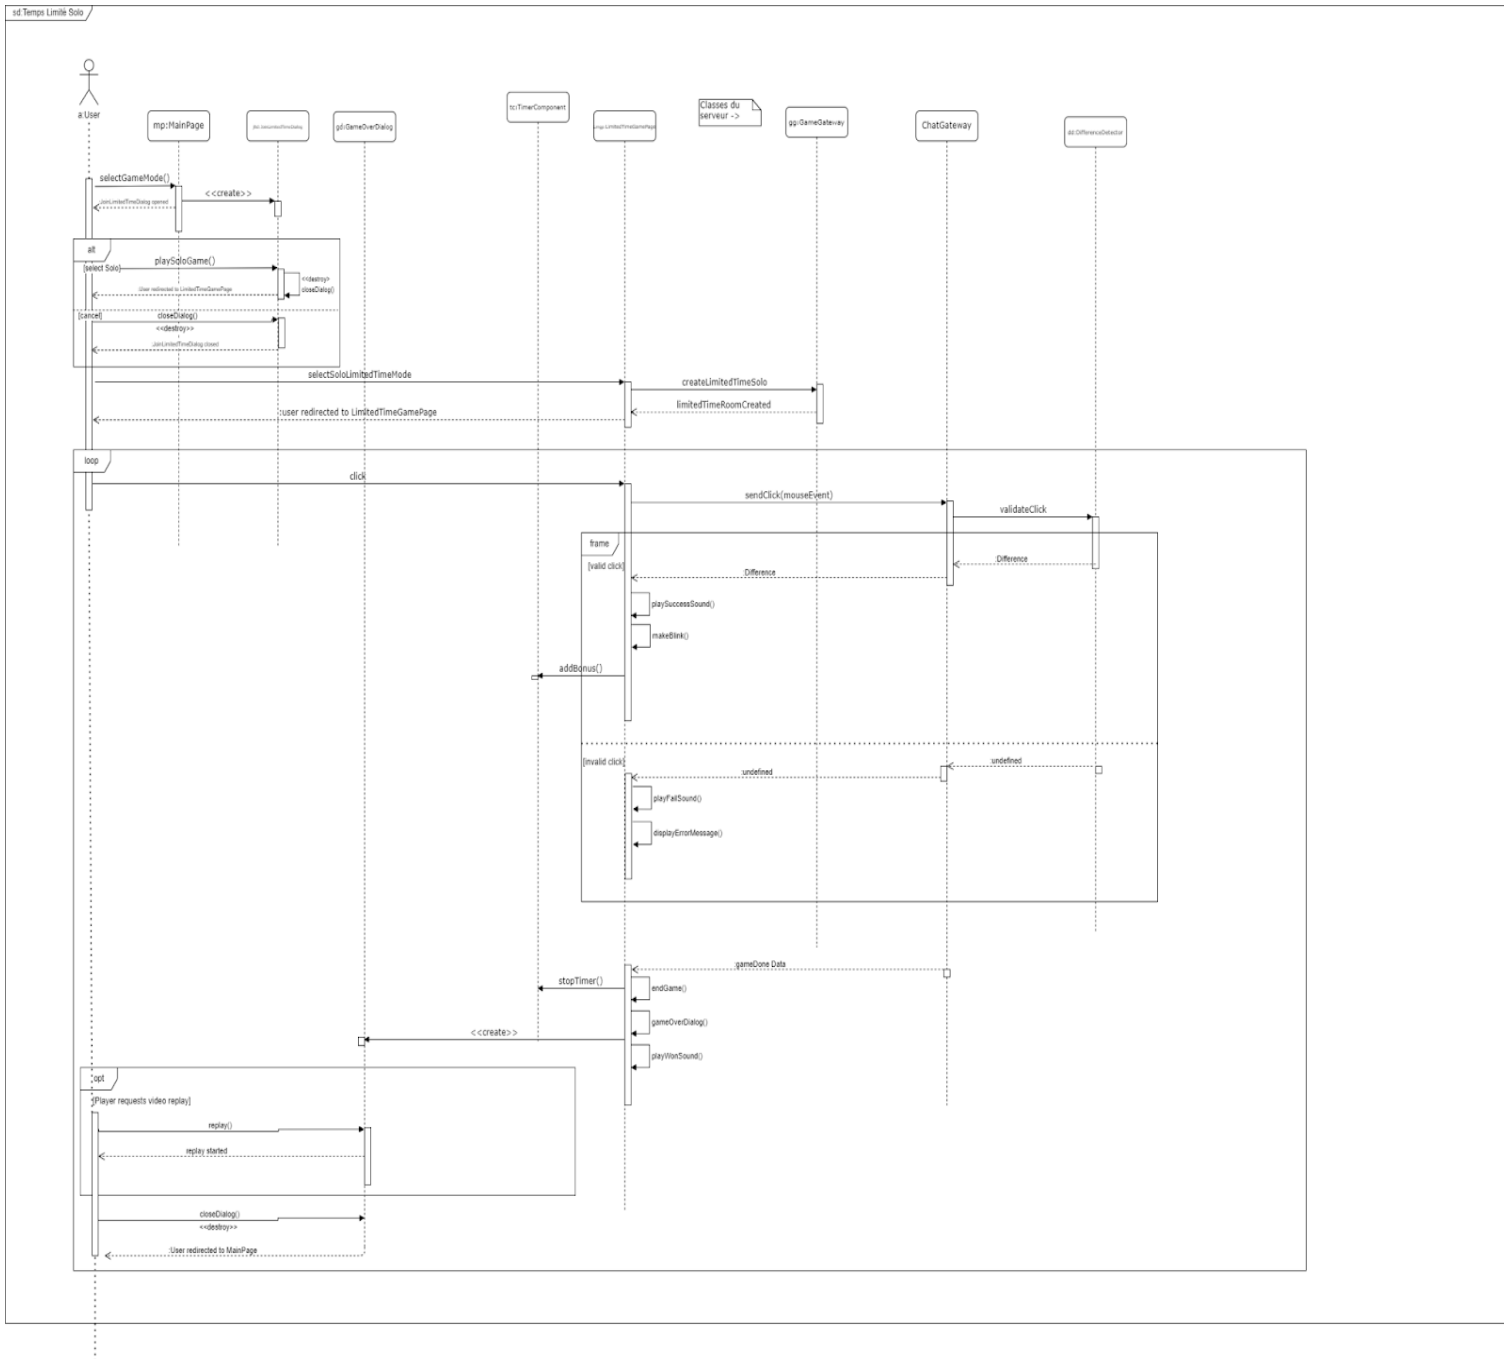 sd:Temps Limité Solo
a:User
mp:MainPage
gd:GameOverDialog
tc:TimerComponent
Classes du
serveur ->
gg:GameGateway
ChatGateway
dd:DifferenceDetector
selectGameMode()
<<create>>
:JoinLimitedTimeDialog opened
alt
[select Solo]
playSoloGame()
<<destroy>
closeDialog()
:User redirected to LimitedTimeGamePage
[cancel]
closeDialog()
<<destroy>>
:JoinLimitedTimeDialog closed
selectSoloLimitedTimeMode
createLimitedTimeSolo
limitedTimeRoomCreated
:user redirected to LimitedTimeGamePage
loop
click
sendClick(mouseEvent)
validateClick
frame
[valid click]
:Difference
:Difference
playSuccessSound()
makeBlink()
addBonus()
[invalid click]
:undefined
:undefined
playFailSound()
displayErrorMessage()
:gameDone Data
stopTimer()
endGame()
gameOverDialog()
<<create>>
playWonSound()
opt
[Player requests video replay]
replay()
replay started
closeDialog()
<<destroy>>
:User redirected to MainPage